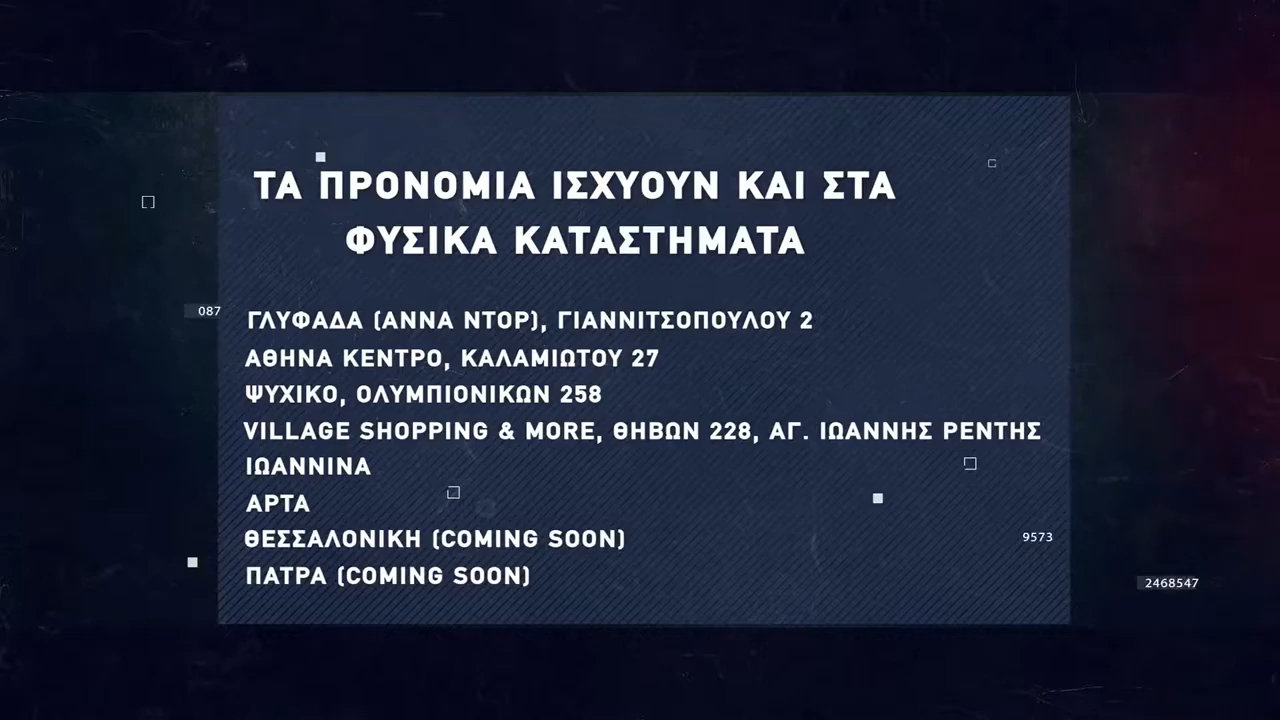 ΤΑ ΠΡΟΝΟΜΙΑ ΙΣΧΥΟΥΝ ΚΑΙ ΣΤΑ
ΦΥΣΙΚΑ ΚΑΤΑΣΤΗΜΑΤΑ
087
ΓΛΥΦΑΔΑ (ΑΝΝΑ ΝΤΟΡ), ΓΙΑΝΝΙΤΣΟΠΟΥΛΟΥ 2
ΑΘΗΝΑ ΚΕΝΤΡΟ, ΚΑΛΑΜΙΩΤΟΥ 27
ΨΥΧΙΚΟ, ΟΛΥΜΠΙΟΝΙΚΩΝ 258
VILLAGE SHOPPING & MORE, ΘΗΒΩΝ 228, ΑΓ. ΙΩΑΝΝΗΣ ΡΕΝΤΗΣ
ΙΩΑΝΝΙΝΑ
ΑΡΤΑ
ΘΕΣΣΑΛΟΝΙΚΗ (COMING SOON)
9573
ΠΑΤΡΑ (COMING SOON)
2468547